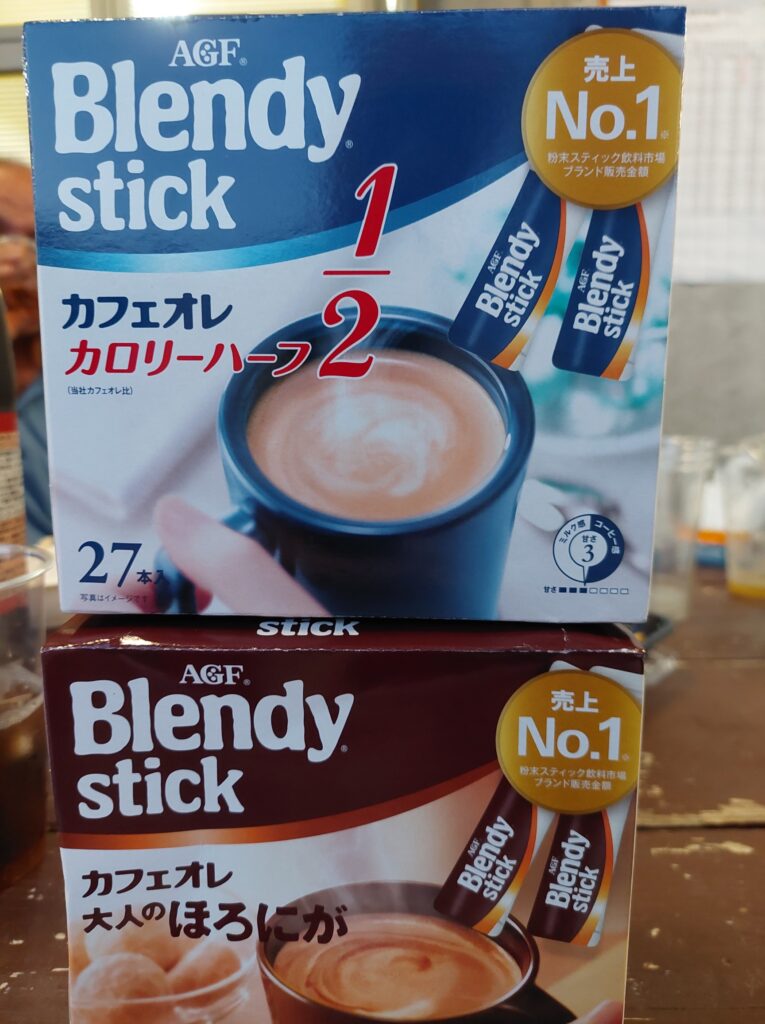 AGF®
Blendy®
stick
売上
No.1※
粉末スティック飲料市場
ブランド販売金額
AGF
Blendy
stick
AGF
Blendy
stick
1/2
カフェオレ
カロリーハーフ
(当社カフェオレ比)
ミルク感
コーヒー感
甘さ
3
甘さ
27本入
写真はイメージです
stick
AGF®
Blendy®
stick
売上
No.1※
粉末スティック飲料市場
ブランド販売金額
AGF
Blendy
stick
AGF
Blendy
stick
カフェオレ
大人のほろにが